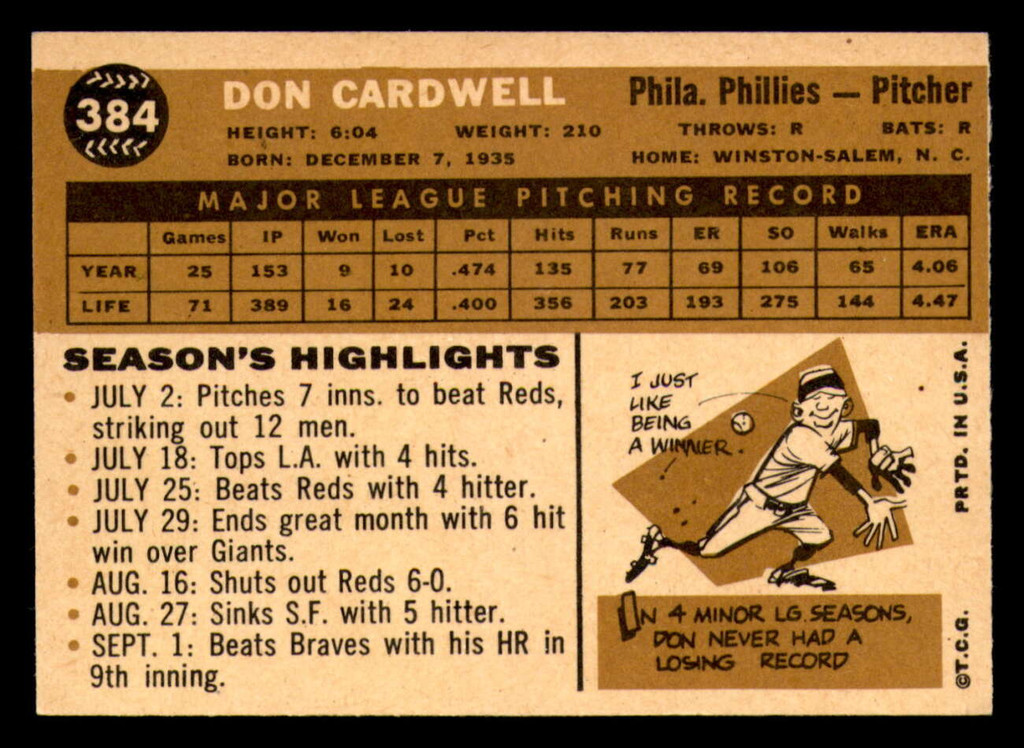 384
DON CARDWELL
Phila. Phillies — Pitcher
HEIGHT: 6:04 WEIGHT: 210 THROWS: R BATS: R
BORN: DECEMBER 7, 1935 HOME: WINSTON-SALEM, N. C.
MAJOR LEAGUE PITCHING RECORD
Games IP Won Lost Pct Hits Runs ER SO Walks ERA
YEAR 25 153 9 10 .474 135 77 69 106 65 4.06
LIFE 71 389 16 24 .400 356 203 193 275 144 4.47
SEASON'S HIGHLIGHTS
• JULY 2: Pitches 7 inns. to beat Reds,
striking out 12 men.
• JULY 18: Tops L.A. with 4 hits.
• JULY 25: Beats Reds with 4 hitter.
• JULY 29: Ends great month with 6 hit
win over Giants.
• AUG. 16: Shuts out Reds 6-0.
• AUG. 27: Sinks S.F. with 5 hitter.
• SEPT. 1: Beats Braves with his HR in
9th inning.
I JUST
LIKE
BEING
A WINNER.
IN 4 MINOR LG. SEASONS,
DON NEVER HAD A
LOSING RECORD
©T.C.G. PRTD. IN U.S.A.